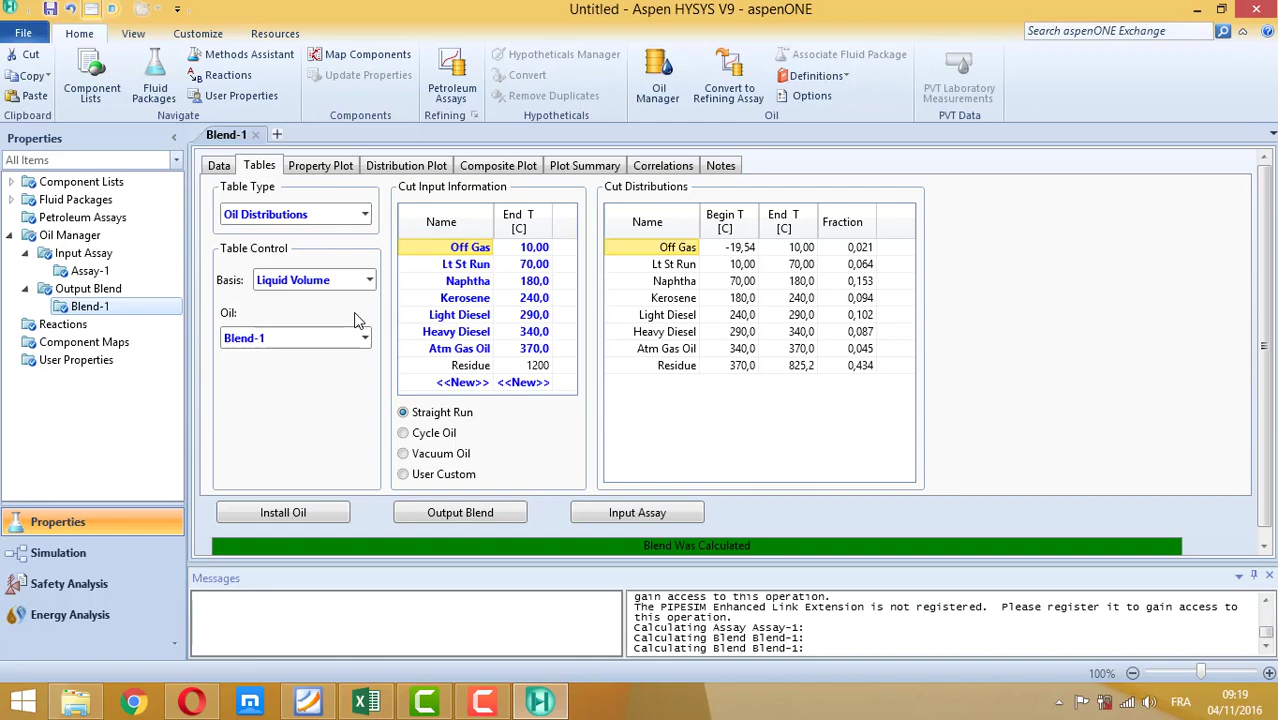 Untitled - Aspen HYSYS V9 - aspenONE
File
Home
View
Customize
Resources
Search aspenONE Exchange
Cut
Copy
Paste
Clipboard
Component Lists
Fluid Packages
Methods Assistant
Reactions
User Properties
Navigate
Map Components
Update Properties
Components
Petroleum Assays
Refining
Hypotheticals Manager
Convert
Remove Duplicates
Hypotheticals
Oil Manager
Convert to Refining Assay
Associate Fluid Package
Definitions
Options
Oil
PVT Laboratory Measurements
PVT Data
Properties
All Items
Component Lists
Fluid Packages
Petroleum Assays
Oil Manager
Input Assay
Assay-1
Output Blend
Blend-1
Reactions
Component Maps
User Properties
Properties
Simulation
Safety Analysis
Energy Analysis
Blend-1
Data
Tables
Property Plot
Distribution Plot
Composite Plot
Plot Summary
Correlations
Notes
Table Type
Oil Distributions
Table Control
Basis: Liquid Volume
Oil:
Blend-1
Cut Input Information
Name End T [C]
Off Gas 10,00
Lt St Run 70,00
Naphtha 180,0
Kerosene 240,0
Light Diesel 290,0
Heavy Diesel 340,0
Atm Gas Oil 370,0
Residue 1200
<<New>> <<New>>
Straight Run
Cycle Oil
Vacuum Oil
User Custom
Cut Distributions
Name Begin T [C] End T [C] Fraction
Off Gas -19,54 10,00 0,021
Lt St Run 10,00 70,00 0,064
Naphtha 70,00 180,0 0,153
Kerosene 180,0 240,0 0,094
Light Diesel 240,0 290,0 0,102
Heavy Diesel 290,0 340,0 0,087
Atm Gas Oil 340,0 370,0 0,045
Residue 370,0 825,2 0,434
Install Oil
Output Blend
Input Assay
Blend Was Calculated
Messages
gain access to this operation.
The PIPESIM Enhanced Link Extension is not registered.  Please register it to gain access to
this operation.
Calculating Assay Assay-1:
Calculating Blend Blend-1:
Calculating Blend Blend-1:
100%
FRA
09:19
04/11/2016